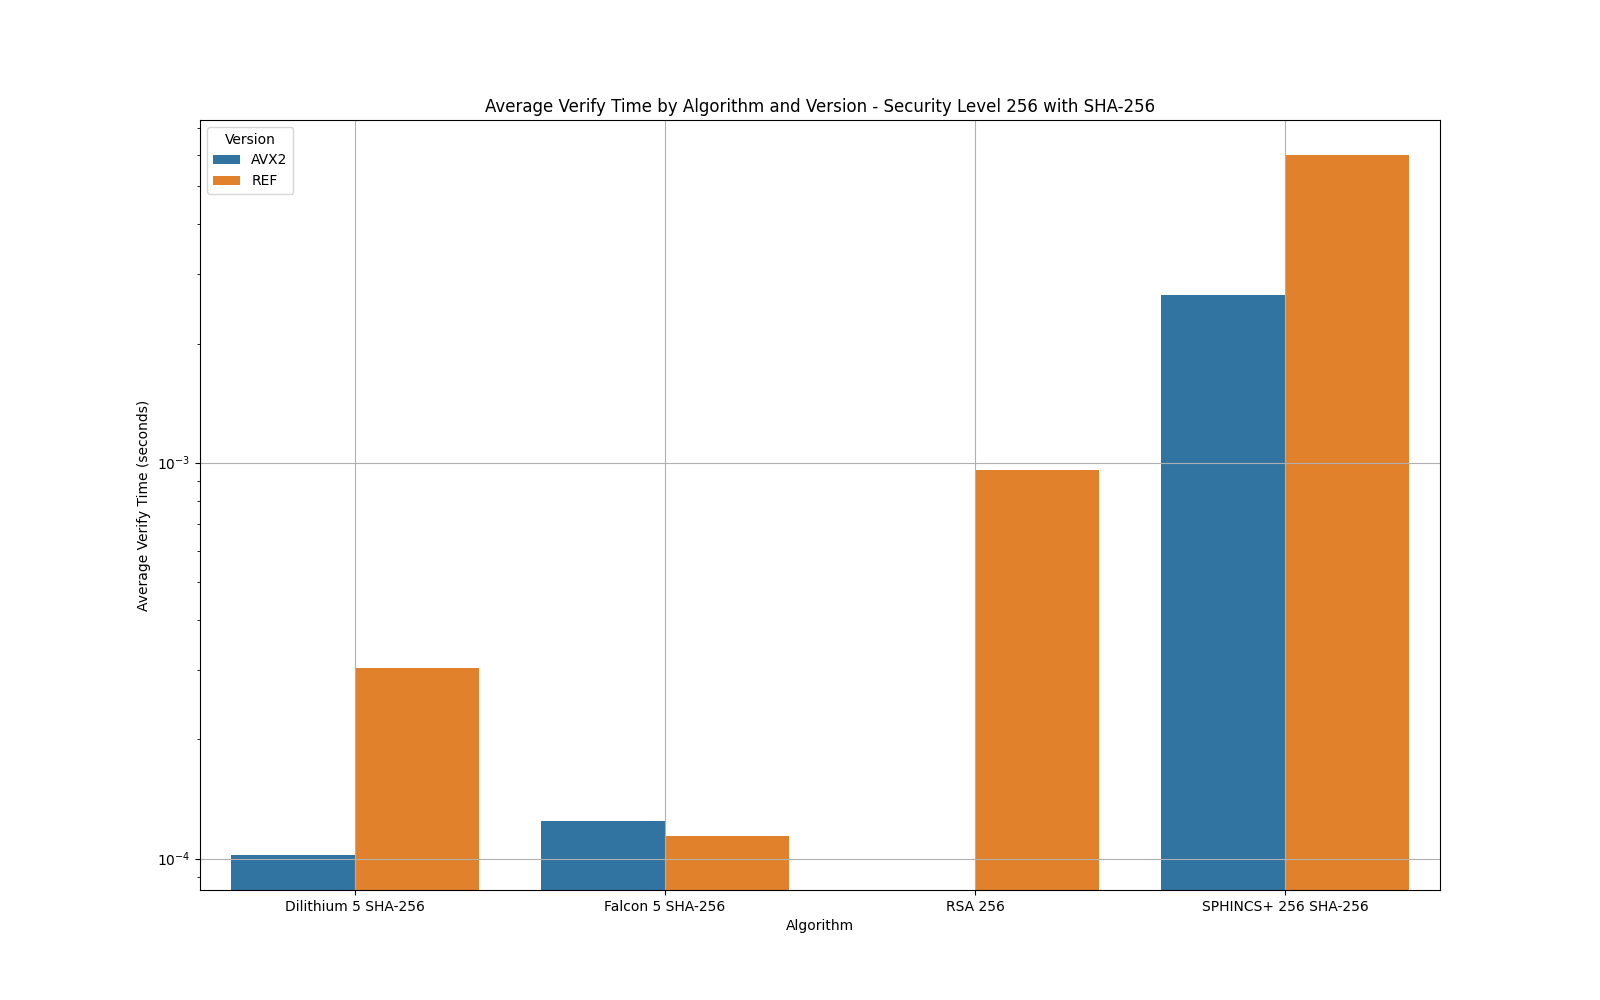 Average Verify Time by Algorithm and Version - Security Level 256 with SHA-256
Version
AVX2
REF
Average Verify Time (seconds)
10⁻³
10⁻⁴
Dilithium 5 SHA-256
Falcon 5 SHA-256
RSA 256
SPHINCS+ 256 SHA-256
Algorithm